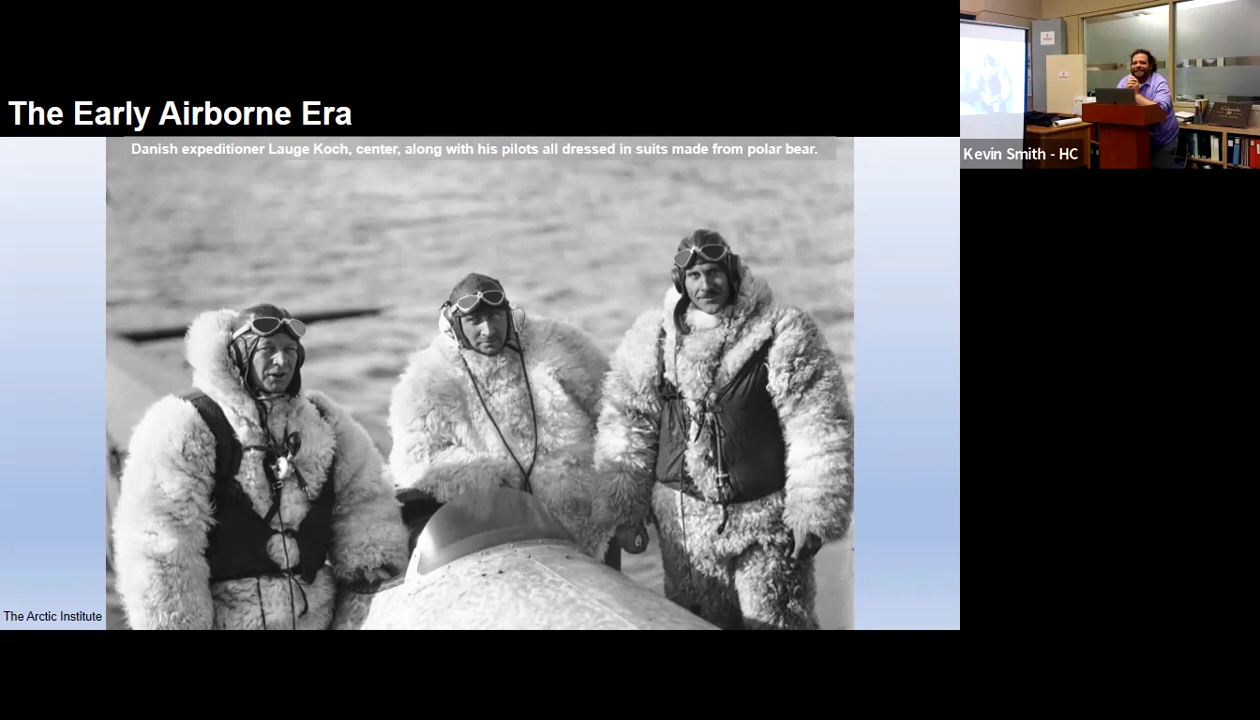 The Early Airborne Era
Danish expeditioner Lauge Koch, center, along with his pilots all dressed in suits made from polar bear.
Kevin Smith - HC
The Arctic Institute